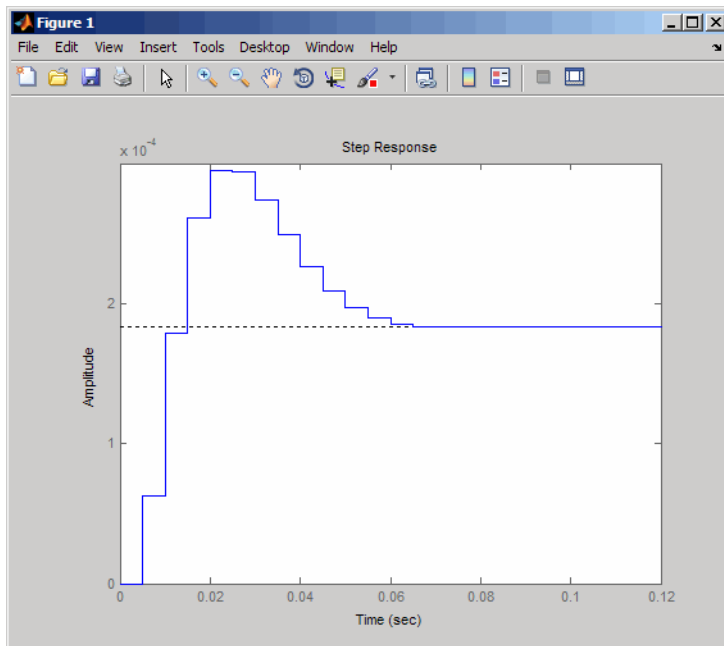 Figure 1
File Edit View Insert Tools Desktop Window Help
x 10^-4
Step Response
2
1
0
Amplitude
0 0.02 0.04 0.06 0.08 0.1 0.12
Time (sec)